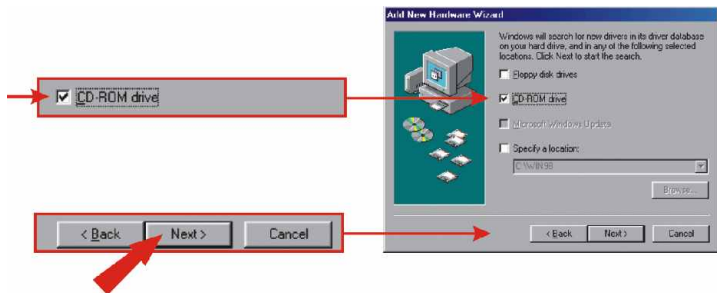 CD-ROM drive
< Back Next > Cancel
Add New Hardware Wizard
Windows will search for new drivers in its driver database
on your hard drive, and in any of the following selected
locations. Click Next to start the search.
Floppy disk drives
CD-ROM drive
Microsoft Windows Update
Specify a location:
C:\WIN98
Browse...
< Back Next > Cancel